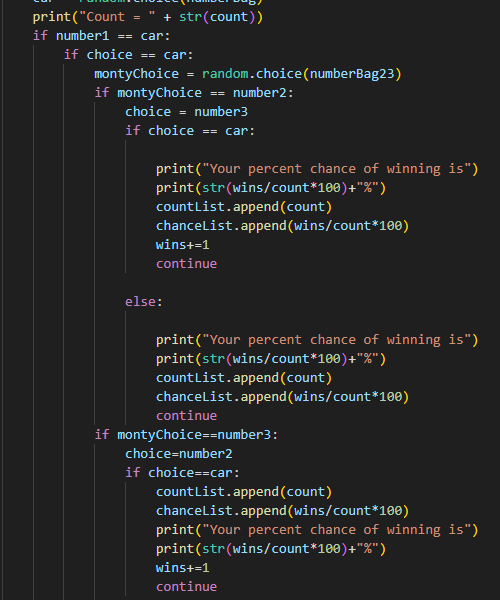 car = random.choice(numberBag)
print("Count = " + str(count))
if number1 == car:
if choice == car:
montyChoice = random.choice(numberBag23)
if montyChoice == number2:
choice = number3
if choice == car:
print("Your percent chance of winning is")
print(str(wins/count*100)+"%")
countList.append(count)
chanceList.append(wins/count*100)
wins+=1
continue
else:
print("Your percent chance of winning is")
print(str(wins/count*100)+"%")
countList.append(count)
chanceList.append(wins/count*100)
continue
if montyChoice==number3:
choice=number2
if choice==car:
countList.append(count)
chanceList.append(wins/count*100)
print("Your percent chance of winning is")
print(str(wins/count*100)+"%")
wins+=1
continue